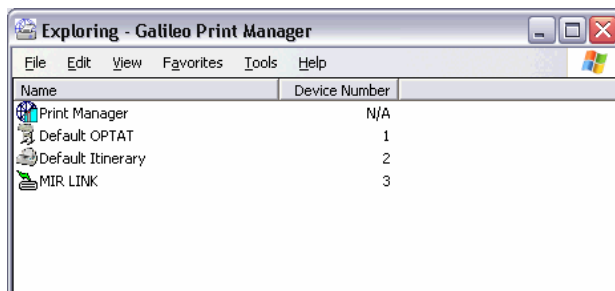 Exploring - Galileo Print Manager
File Edit View Favorites Tools Help
Name Device Number
Print Manager N/A
Default OPTAT 1
Default Itinerary 2
MIR LINK 3